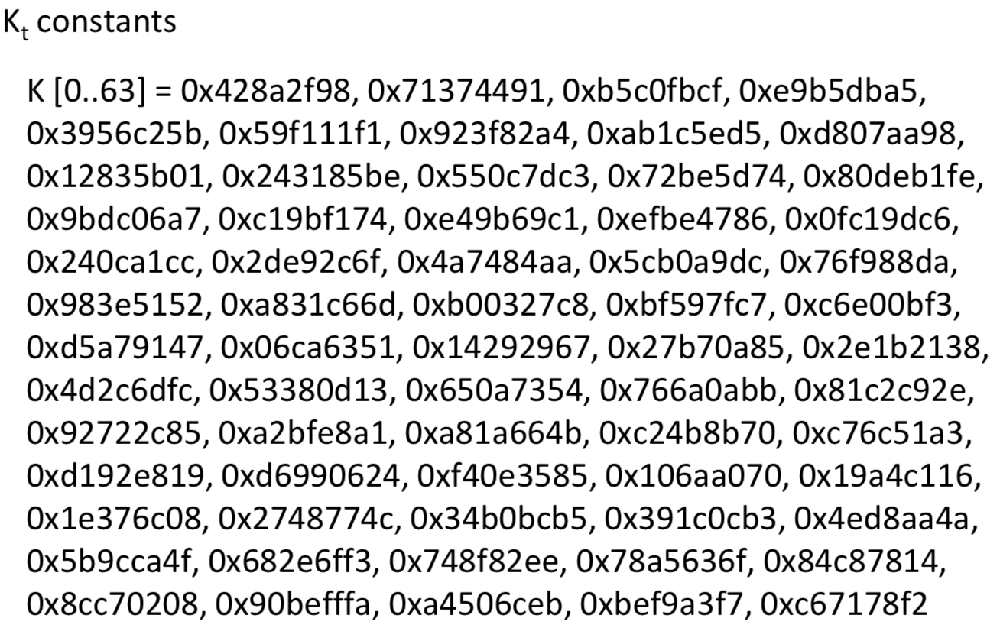 Kt constants
K [0..63] = 0x428a2f98, 0x71374491, 0xb5c0fbcf, 0xe9b5dba5,
0x3956c25b, 0x59f111f1, 0x923f82a4, 0xab1c5ed5, 0xd807aa98,
0x12835b01, 0x243185be, 0x550c7dc3, 0x72be5d74, 0x80deb1fe,
0x9bdc06a7, 0xc19bf174, 0xe49b69c1, 0xefbe4786, 0x0fc19dc6,
0x240ca1cc, 0x2de92c6f, 0x4a7484aa, 0x5cb0a9dc, 0x76f988da,
0x983e5152, 0xa831c66d, 0xb00327c8, 0xbf597fc7, 0xc6e00bf3,
0xd5a79147, 0x06ca6351, 0x14292967, 0x27b70a85, 0x2e1b2138,
0x4d2c6dfc, 0x53380d13, 0x650a7354, 0x766a0abb, 0x81c2c92e,
0x92722c85, 0xa2bfe8a1, 0xa81a664b, 0xc24b8b70, 0xc76c51a3,
0xd192e819, 0xd6990624, 0xf40e3585, 0x106aa070, 0x19a4c116,
0x1e376c08, 0x2748774c, 0x34b0bcb5, 0x391c0cb3, 0x4ed8aa4a,
0x5b9cca4f, 0x682e6ff3, 0x748f82ee, 0x78a5636f, 0x84c87814,
0x8cc70208, 0x90befffa, 0xa4506ceb, 0xbef9a3f7, 0xc67178f2